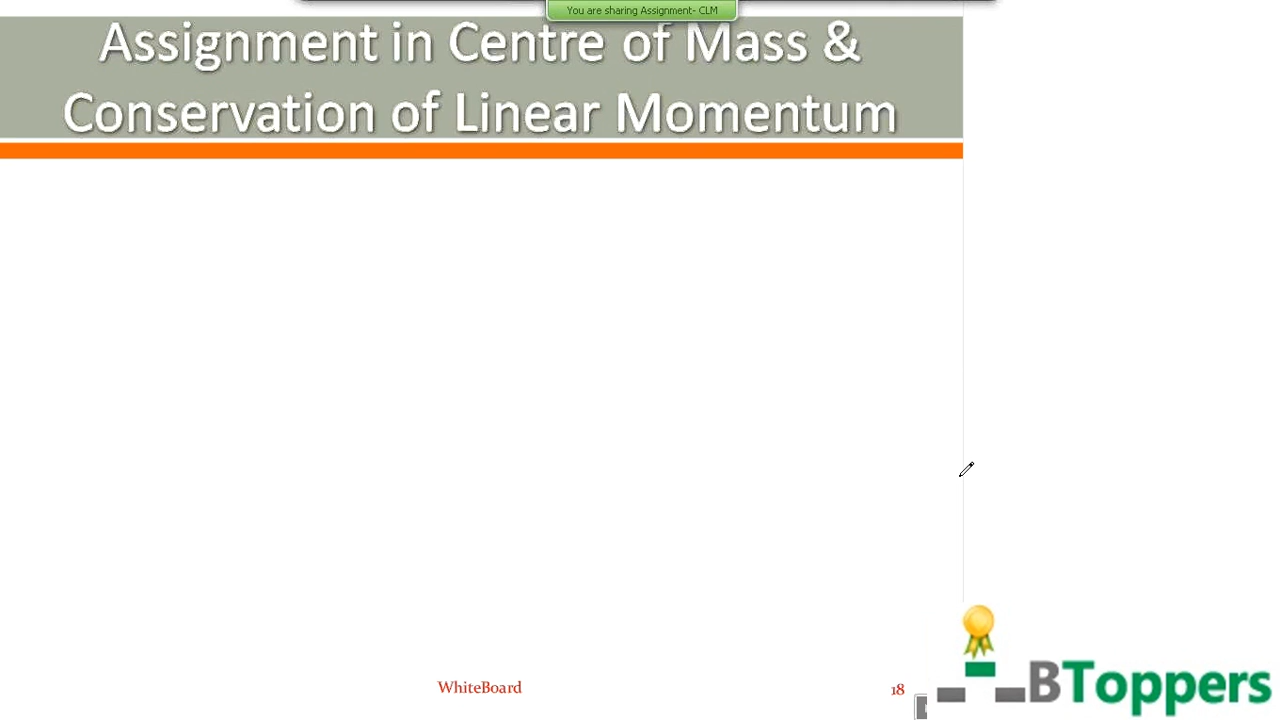 You are sharing Assignment- CLM
Assignment in Centre of Mass &
Conservation of Linear Momentum
WhiteBoard
18
BToppers